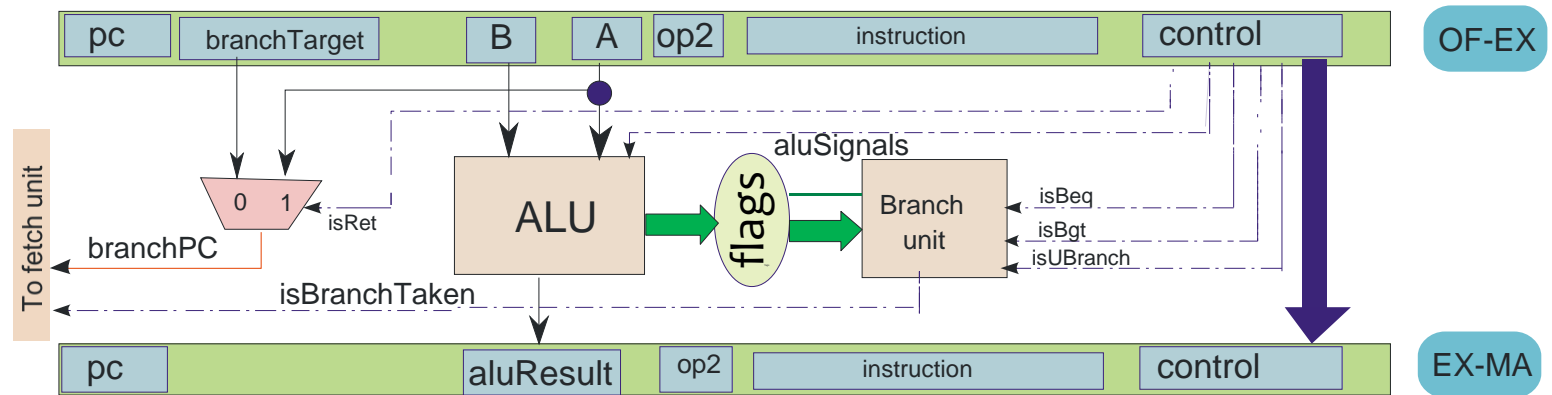 pc
branchTarget
B
A
op2
instruction
control
OF-EX
aluSignals
To fetch unit
0
1
isRet
ALU
flags
Branch
unit
isBeq
isBgt
isUBranch
branchPC
isBranchTaken
pc
aluResult
op2
instruction
control
EX-MA